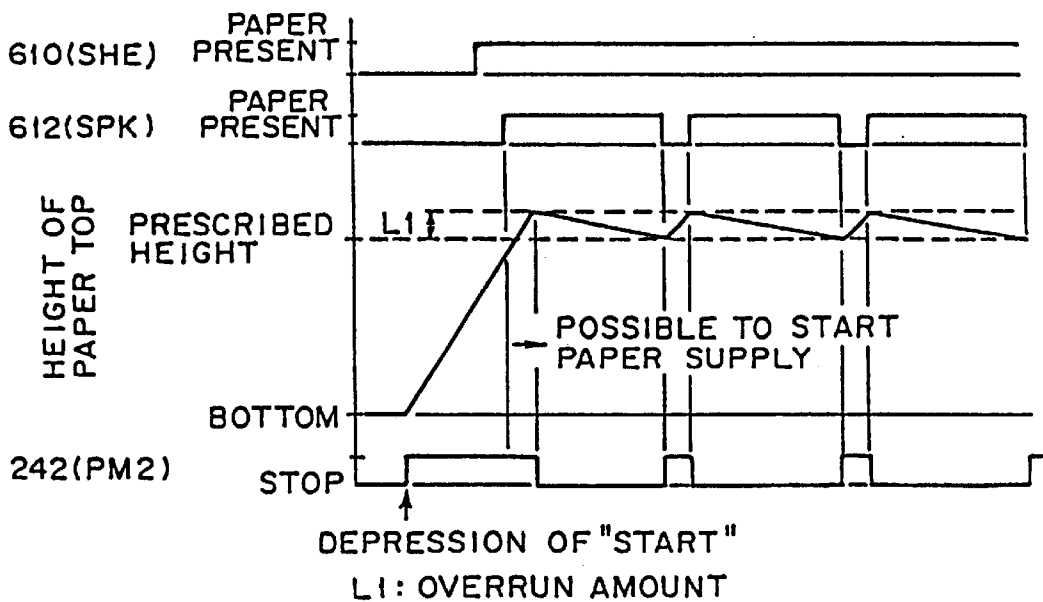 PAPER
PRESENT
610(SHE)
PAPER
PRESENT
612(SPK)
HEIGHT OF
PAPER TOP
PRESCRIBED
HEIGHT
L1
POSSIBLE TO START
PAPER SUPPLY
BOTTOM
242(PM2)
STOP
DEPRESSION OF "START"
L1: OVERRUN AMOUNT